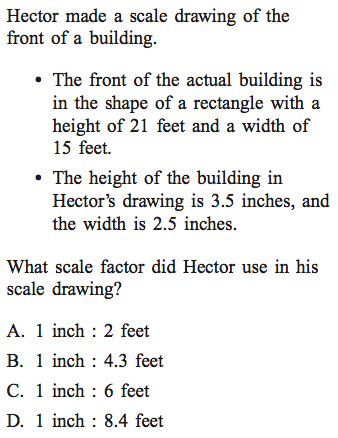 Hector made a scale drawing of the
front of a building.
• The front of the actual building is
in the shape of a rectangle with a
height of 21 feet and a width of
15 feet.
• The height of the building in
Hector's drawing is 3.5 inches, and
the width is 2.5 inches.
What scale factor did Hector use in his
scale drawing?
A. 1 inch : 2 feet
B. 1 inch : 4.3 feet
C. 1 inch : 6 feet
D. 1 inch : 8.4 feet